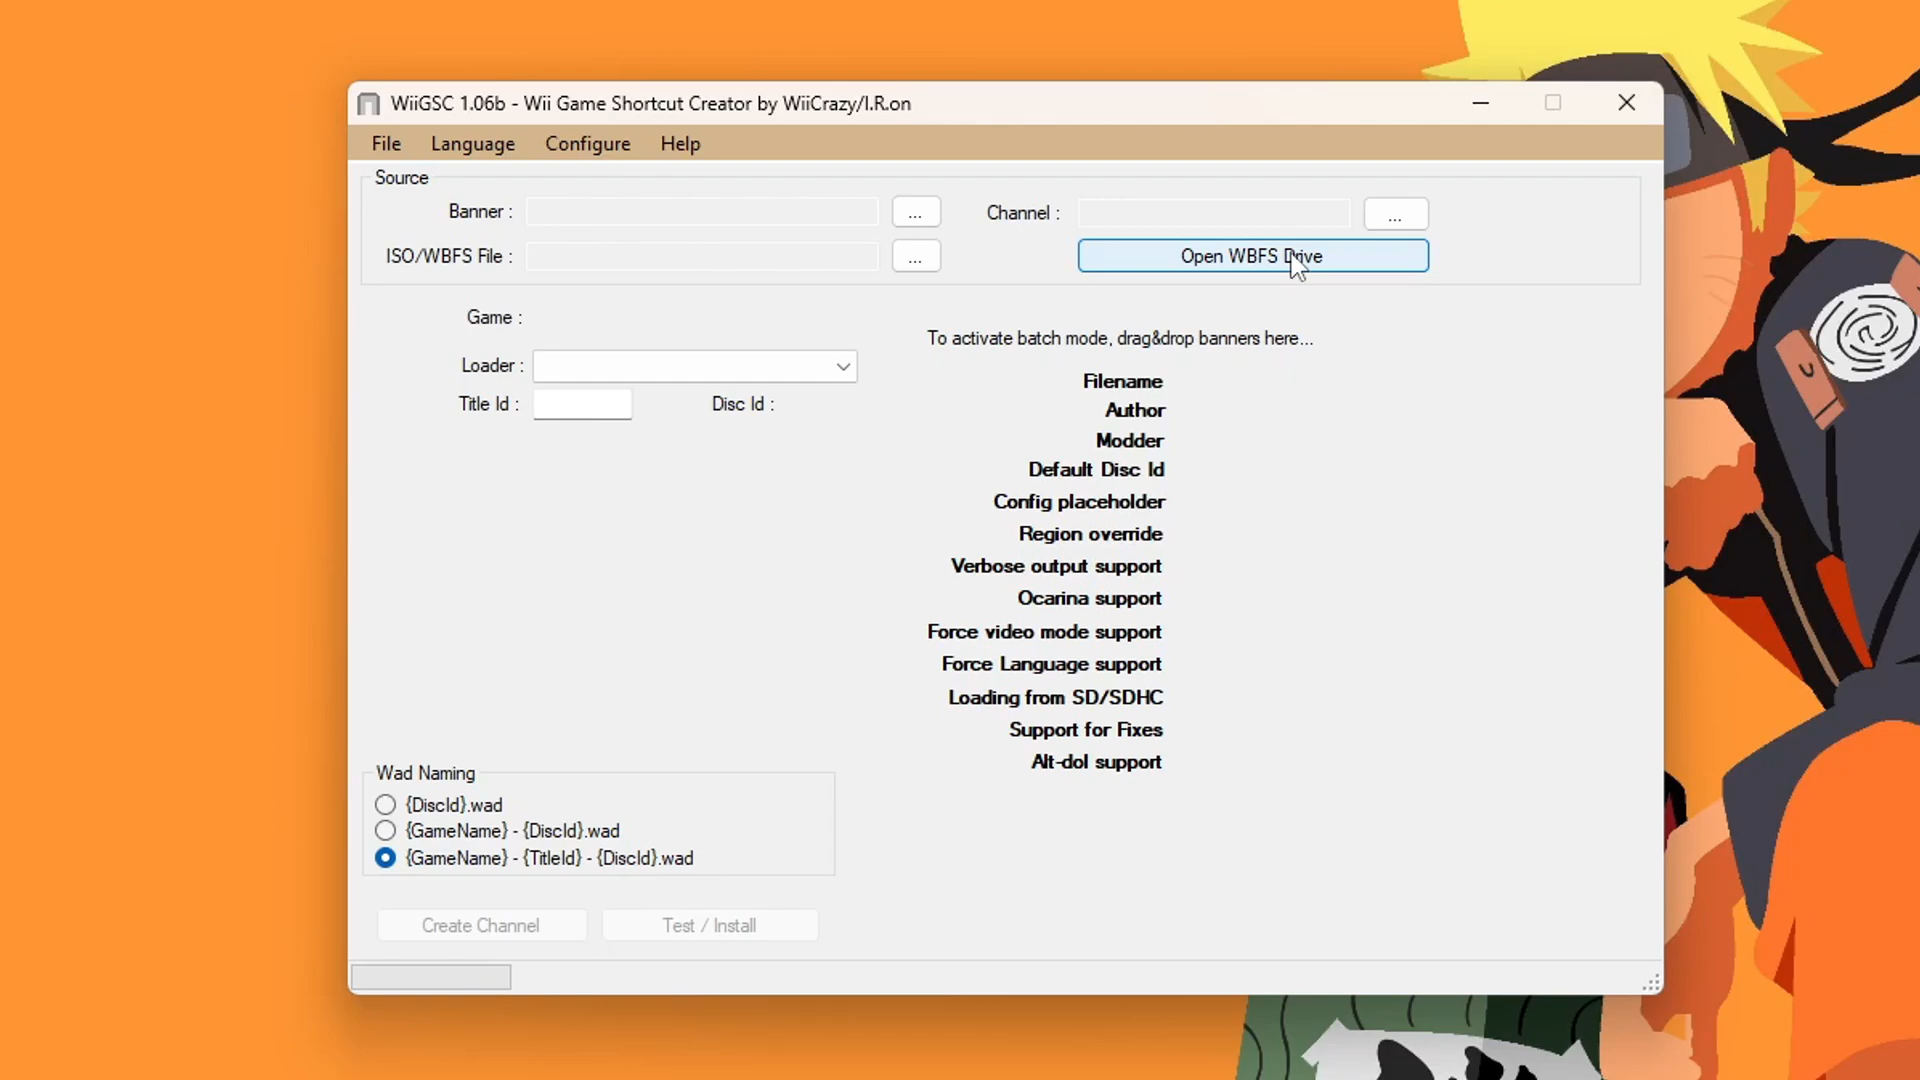 WiiGSC 1.06b - Wii Game Shortcut Creator by WiiCrazy/I.R.on
File Language Configure Help
Source
Banner : ... Channel : ...
ISO/WBFS File : ... Open WBFS Drive
Game :
Loader :
Title Id : Disc Id :
To activate batch mode, drag&drop banners here...
Filename
Author
Modder
Default Disc Id
Config placeholder
Region override
Verbose output support
Ocarina support
Force video mode support
Force Language support
Loading from SD/SDHC
Support for Fixes
Alt-dol support
Wad Naming
{DiscId}.wad
{GameName} - {DiscId}.wad
{GameName} - {TitleId} - {DiscId}.wad
Create Channel Test / Install